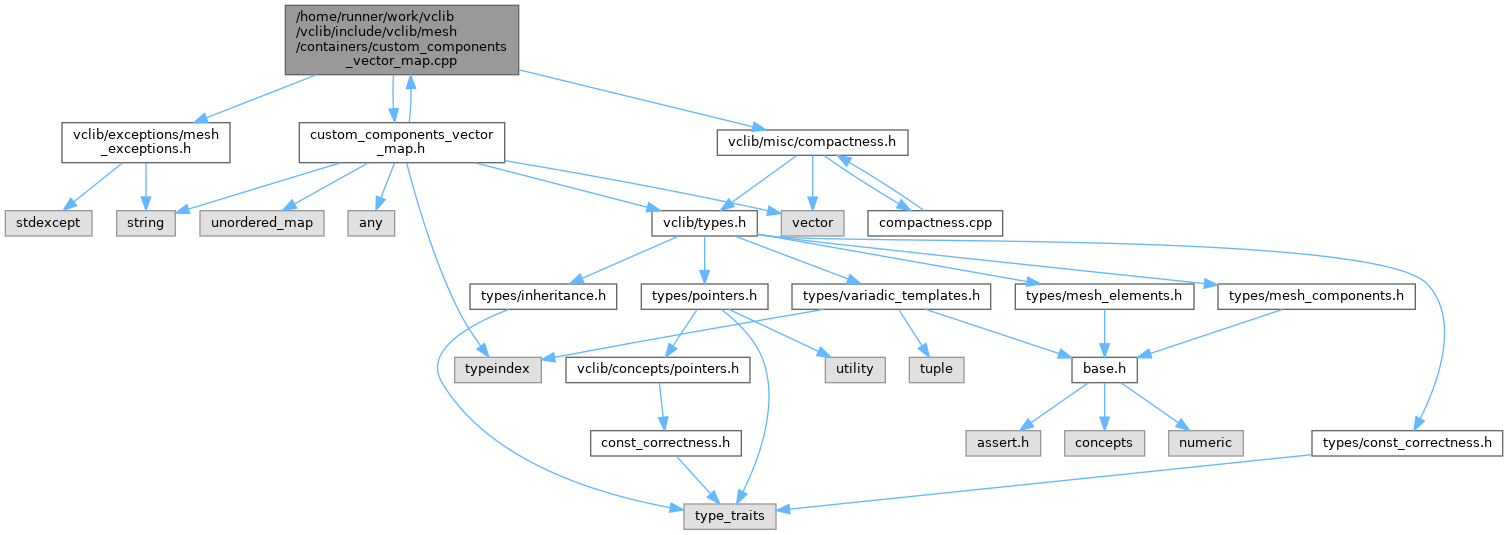 /home/runner/work/vclib
/vclib/include/vclib/mesh
/containers/custom_components
_vector_map.cpp
vclib/exceptions/mesh
_exceptions.h
custom_components_vector
_map.h
vclib/misc/compactness.h
stdexcept
string
unordered_map
any
vclib/types.h
vector
compactness.cpp
types/inheritance.h
types/pointers.h
types/variadic_templates.h
types/mesh_elements.h
types/mesh_components.h
typeindex
vclib/concepts/pointers.h
utility
tuple
base.h
const_correctness.h
assert.h
concepts
numeric
types/const_correctness.h
type_traits